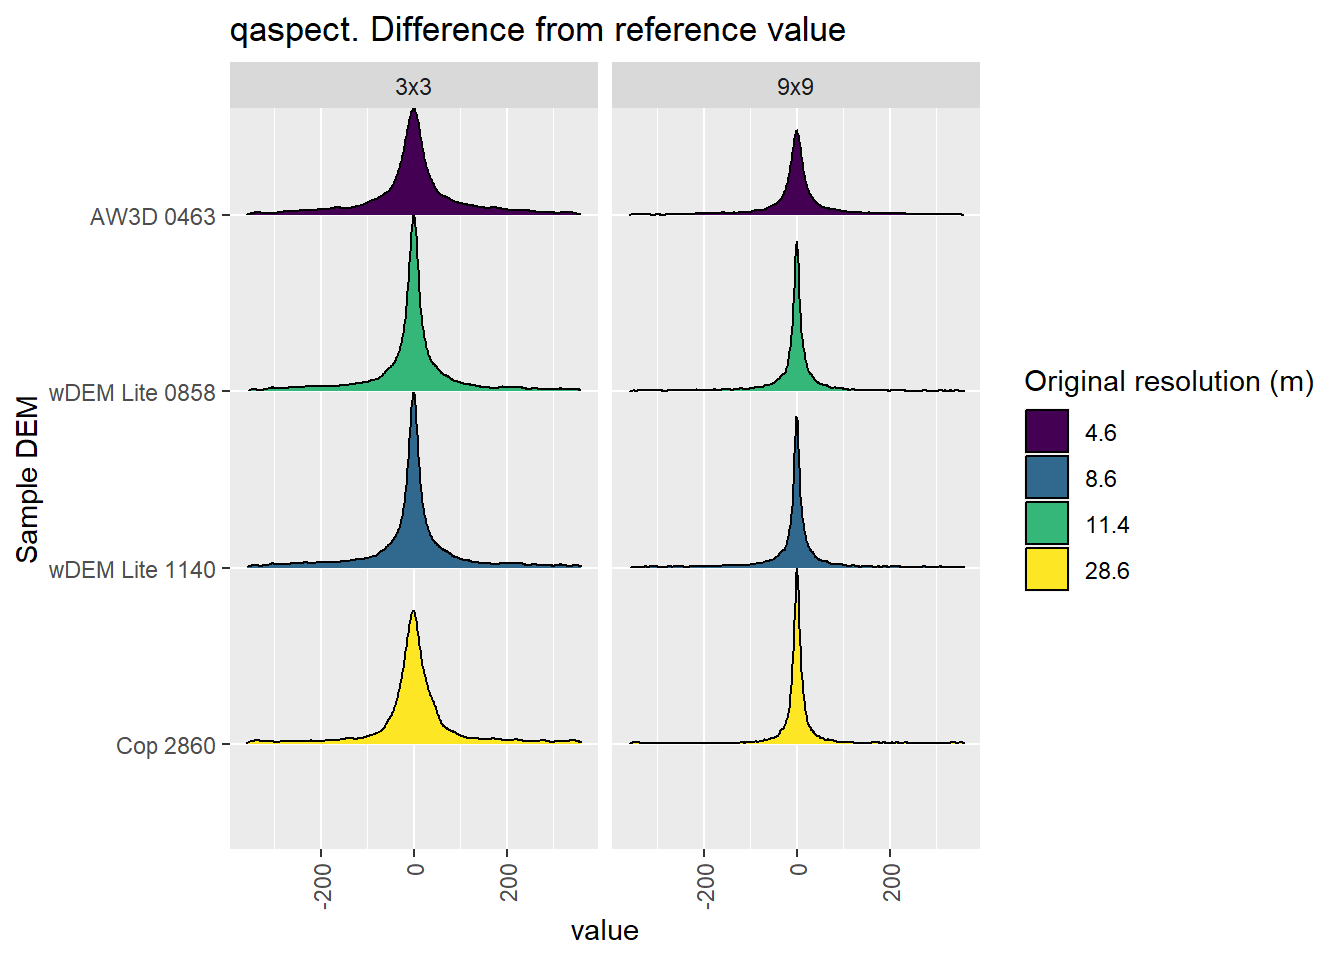 qaspect. Difference from reference value
3x3
9x9
AW3D 0463
wDEM Lite 0858
wDEM Lite 1140
Cop 2860
Sample DEM
-200
0
200
-200
0
200
value
Original resolution (m)
4.6
8.6
11.4
28.6